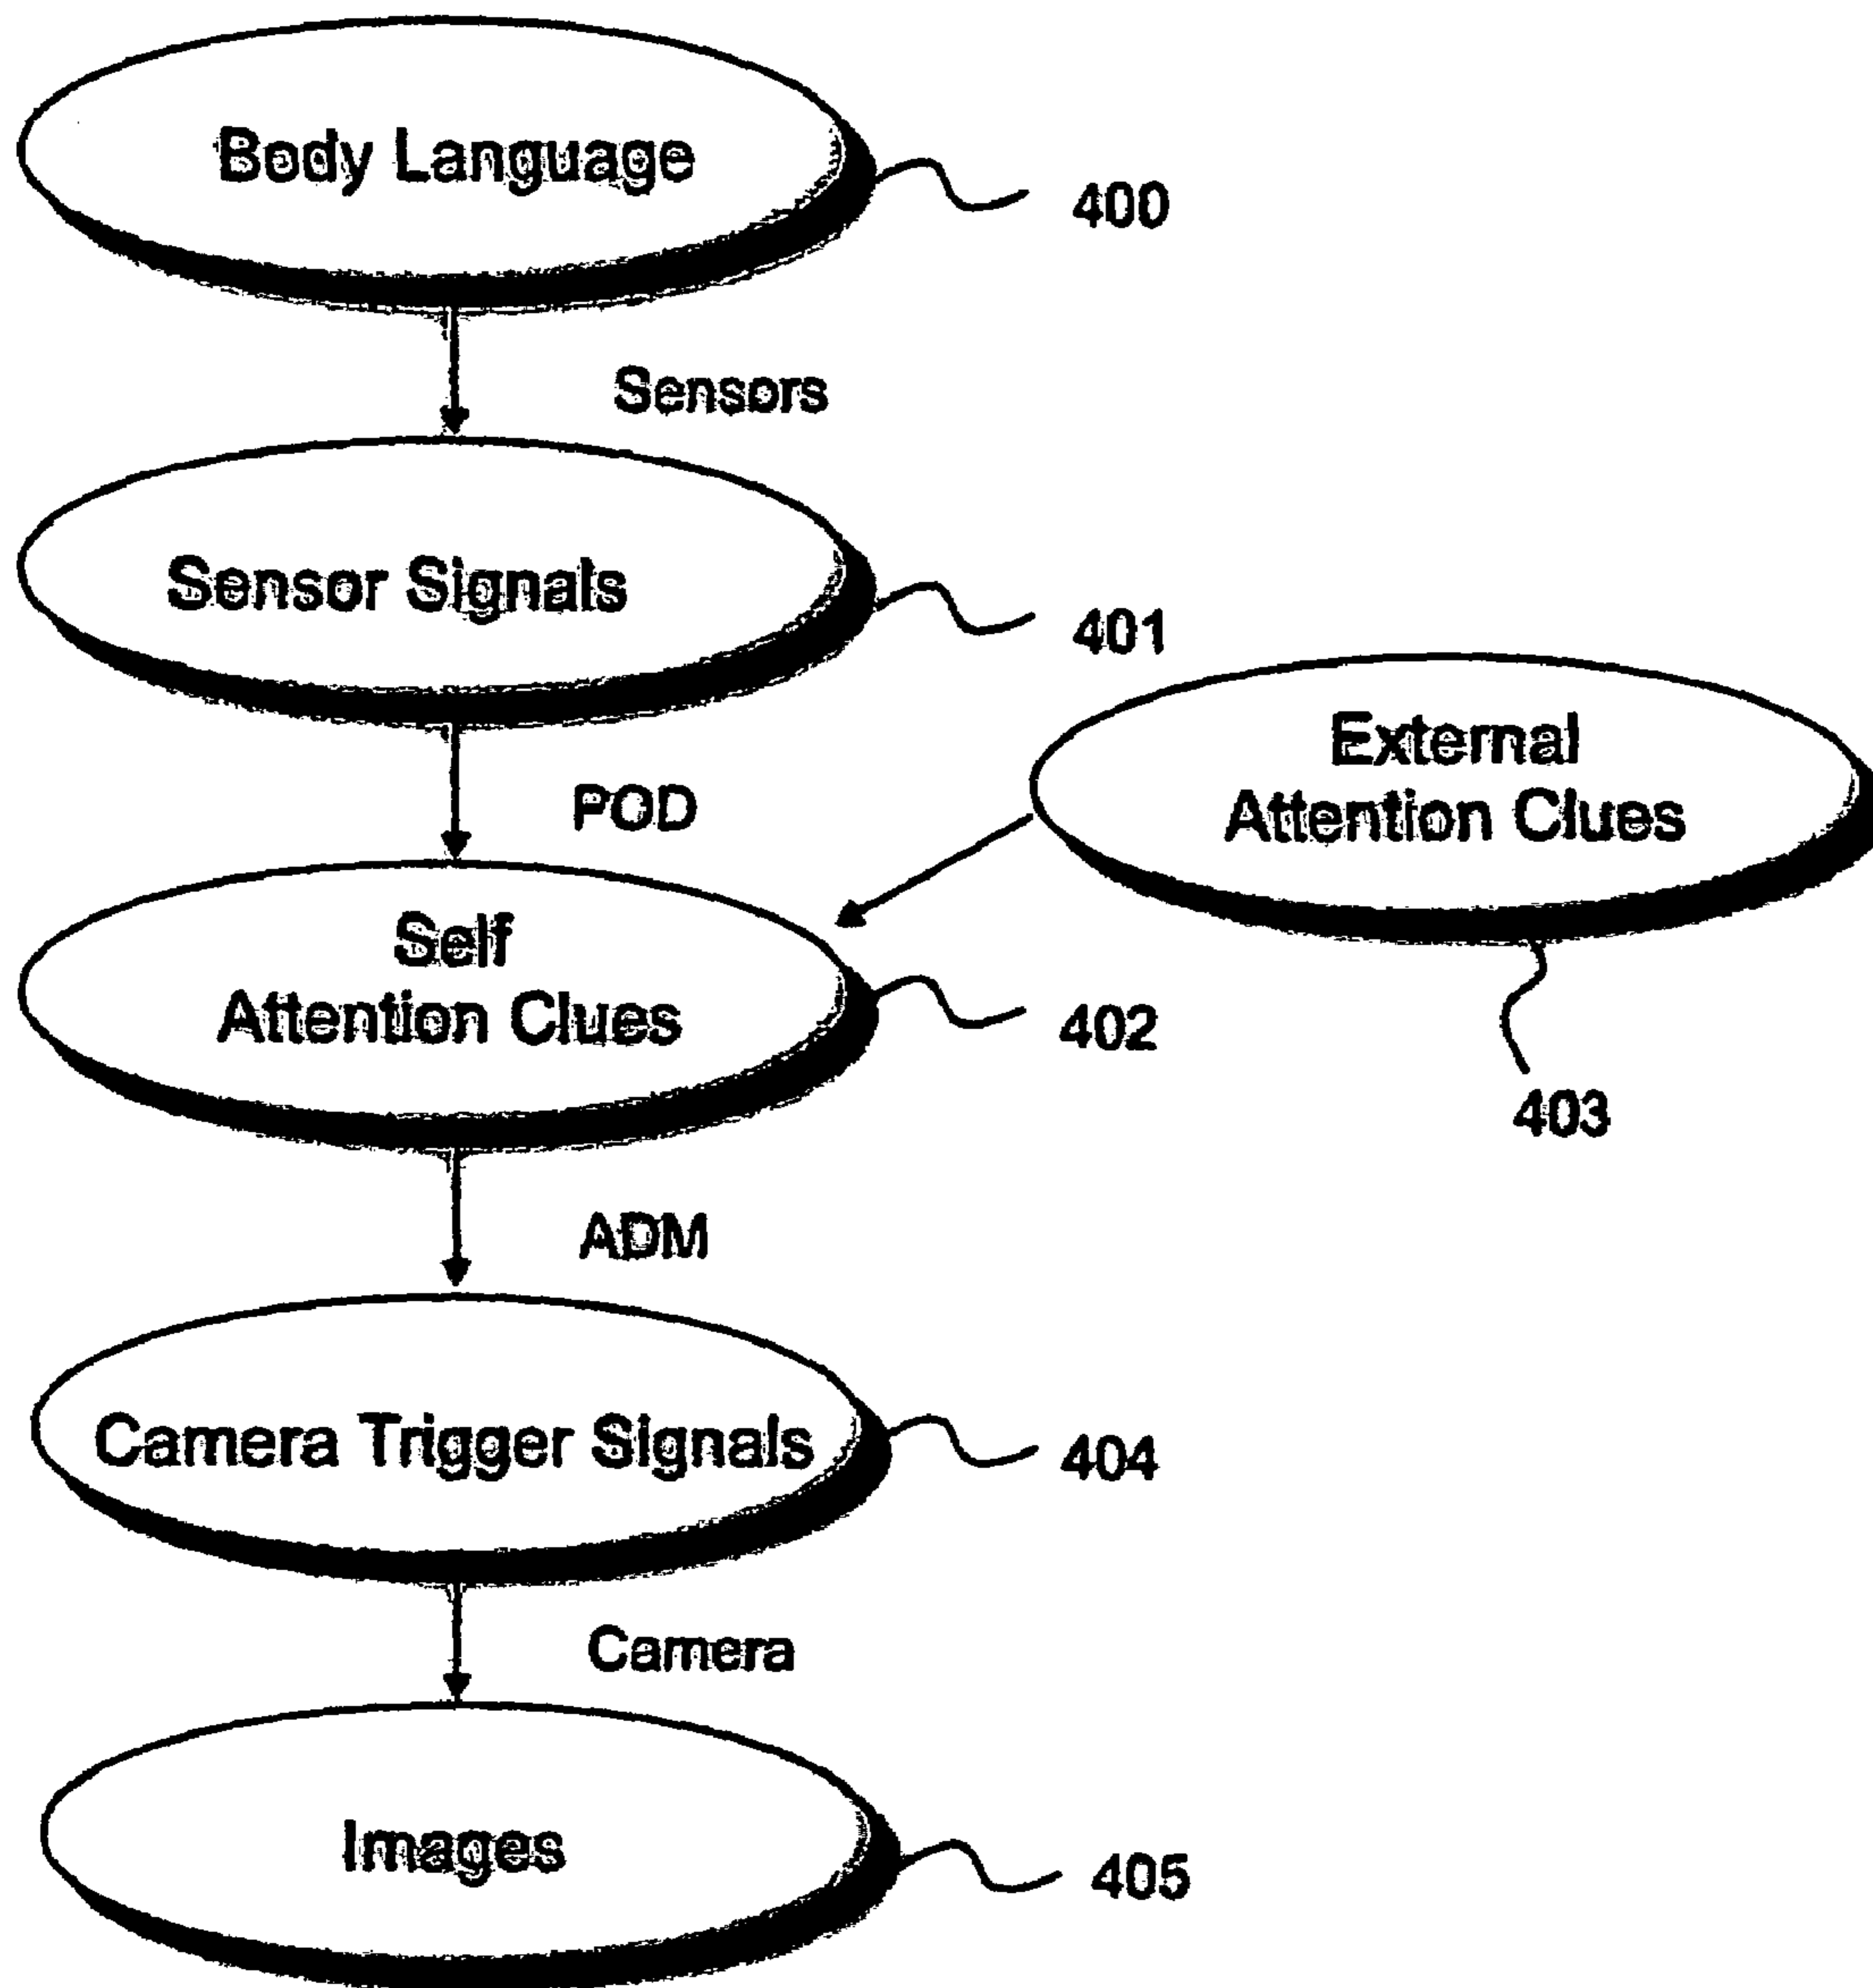 Body Language
400
Sensors
Sensor Signals
401
External
Attention Clues
POD
Self
Attention Clues
402
403
ADM
Camera Trigger Signals
404
Camera
Images
405